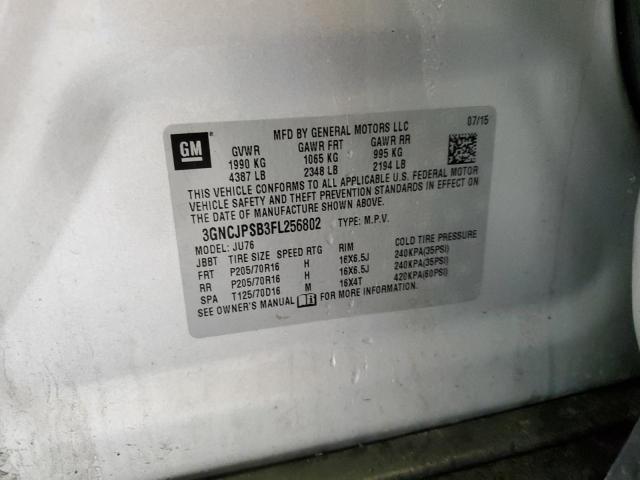 MFD BY GENERAL MOTORS LLC 07/15
GM ® GVWR GAWR FRT GAWR RR
1990 KG 1065 KG 995 KG
4387 LB 2348 LB 2194 LB
THIS VEHICLE CONFORMS TO ALL APPLICABLE U.S. FEDERAL MOTOR
VEHICLE SAFETY AND THEFT PREVENTION STANDARDS IN EFFECT ON
THE DATE OF MANUFACTURE SHOWN ABOVE.
3GNCJPSB3FL256802 TYPE: M.P.V.
MODEL: JU76
JBBT TIRE SIZE SPEED RTG RIM COLD TIRE PRESSURE
FRT P205/70R16 H 16X6.5J 240KPA(35PSI)
RR P205/70R16 H 16X6.5J 240KPA(35PSI)
SPA T125/70D16 M 16X4T 420KPA(60PSI)
SEE OWNER'S MANUAL FOR MORE INFORMATION.